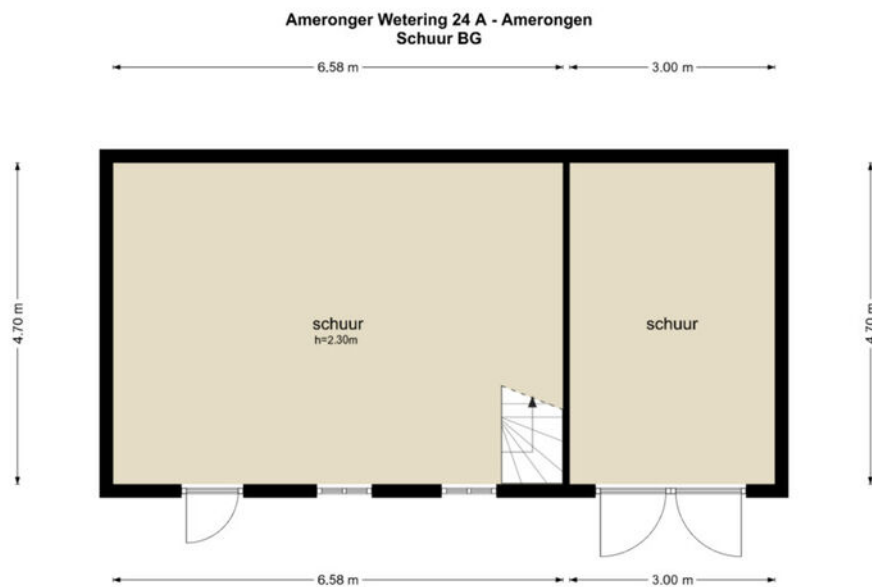 Ameronger Wetering 24 A - Amerongen
Schuur BG
6.58 m
3.00 m
4.70 m
4.70 m
schuur
h=2.30m
schuur
6.58 m
3.00 m